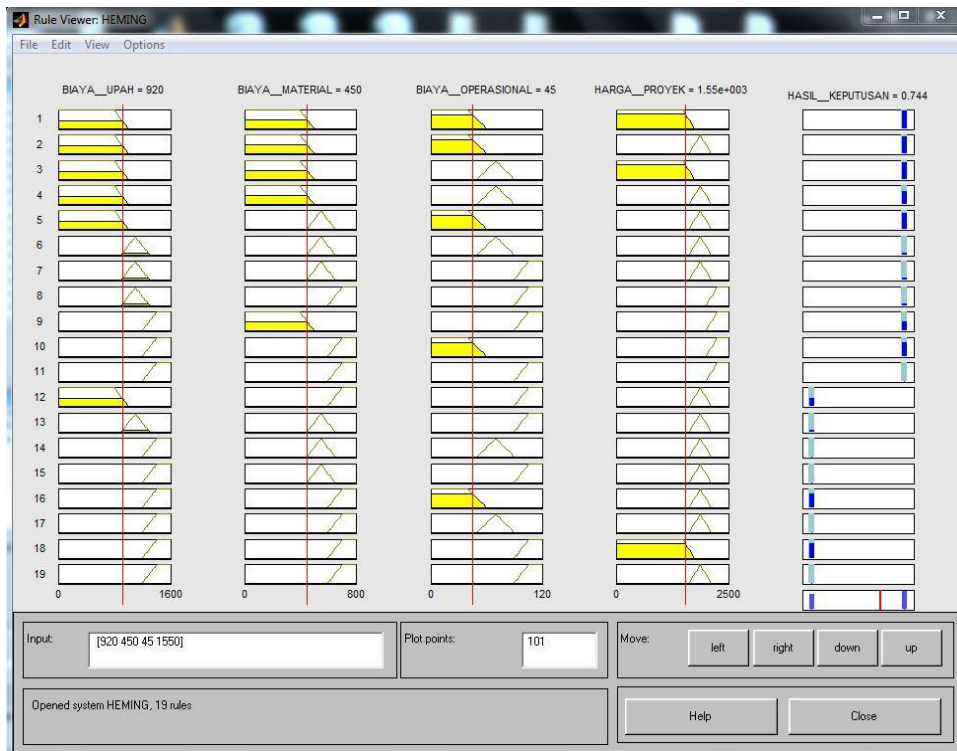 Rule Viewer: HEMING
File Edit View Options
BIAYA__UPAH = 920
BIAYA__MATERIAL = 450
BIAYA__OPERASIONAL = 45
HARGA__PROYEK = 1.55e+003
HASIL__KEPUTUSAN = 0.744
1
2
3
4
5
6
7
8
9
10
11
12
13
14
15
16
17
18
19
0 1600
0 800
0 120
0 2500
Input: [920 450 45 1550]
Plot points: 101
Move: left right down up
Opened system HEMING, 19 rules
Help Close